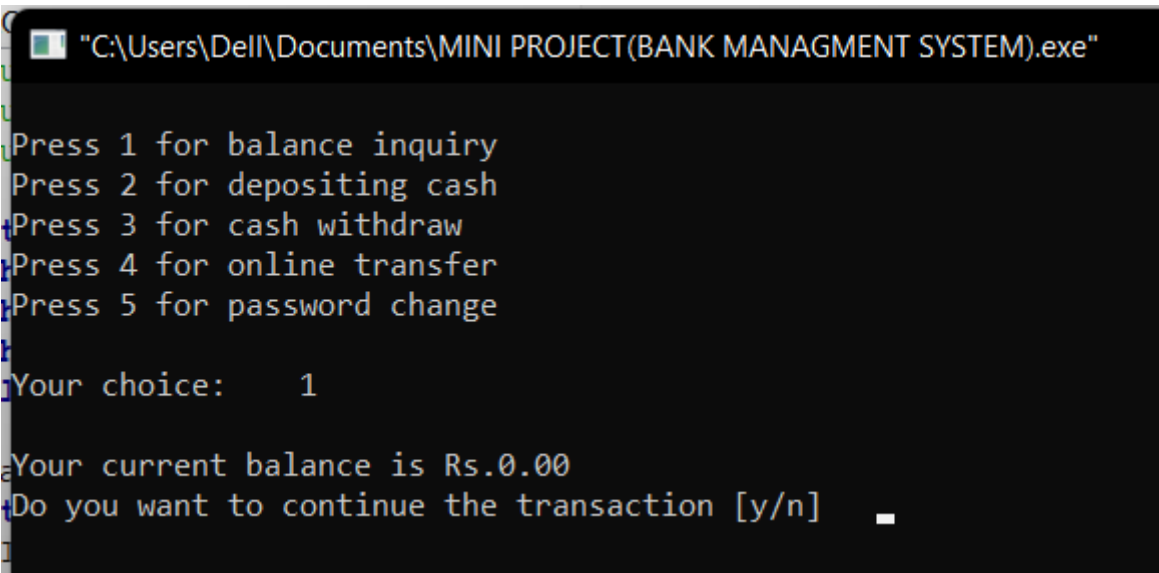 "C:\Users\Dell\Documents\MINI PROJECT(BANK MANAGMENT SYSTEM).exe"
Press 1 for balance inquiry
Press 2 for depositing cash
Press 3 for cash withdraw
Press 4 for online transfer
Press 5 for password change
Your choice:    1
Your current balance is Rs.0.00
Do you want to continue the transaction [y/n]